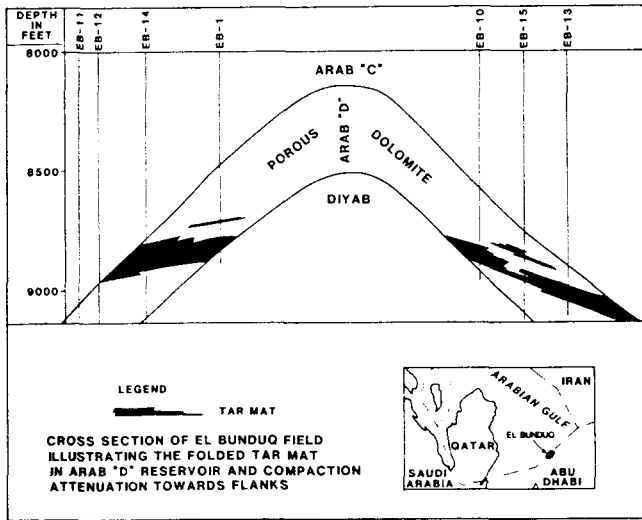 DEPTH
IN
FEET
EB-11
EB-12
EB-14
EB-1
EB-10
EB-15
EB-13
8000
ARAB "C"
POROUS
ARAB "D"
DOLOMITE
8500
DIYAB
9000
LEGEND
TAR MAT
CROSS SECTION OF EL BUNDUQ FIELD
ILLUSTRATING THE FOLDED TAR MAT
IN ARAB "D" RESERVOIR AND COMPACTION
ATTENUATION TOWARDS FLANKS
IRAN
ARABIAN GULF
EL BUNDUQ
QATAR
SAUDI
ARABIA
ABU
DHABI